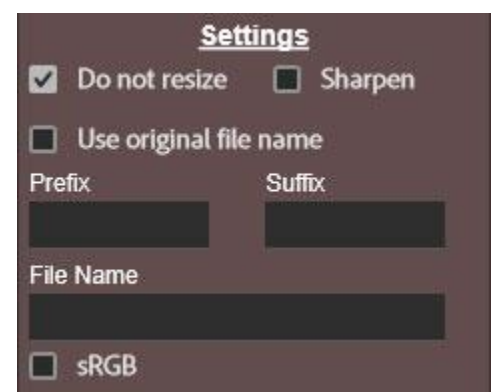 Settings
Do not resize Sharpen
Use original file name
Prefix Suffix
File Name
sRGB